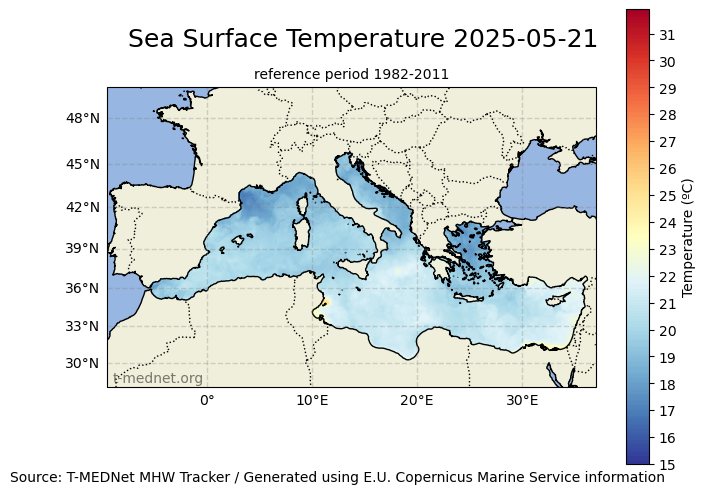 Sea Surface Temperature 2025-05-21
reference period 1982-2011
48°N
45°N
42°N
39°N
36°N
33°N
30°N
0°
10°E
20°E
30°E
t-mednet.org
31
30
29
28
27
26
25
24
23
22
21
20
19
18
17
16
15
Temperature (ºC)
Source: T-MEDNet MHW Tracker / Generated using E.U. Copernicus Marine Service information